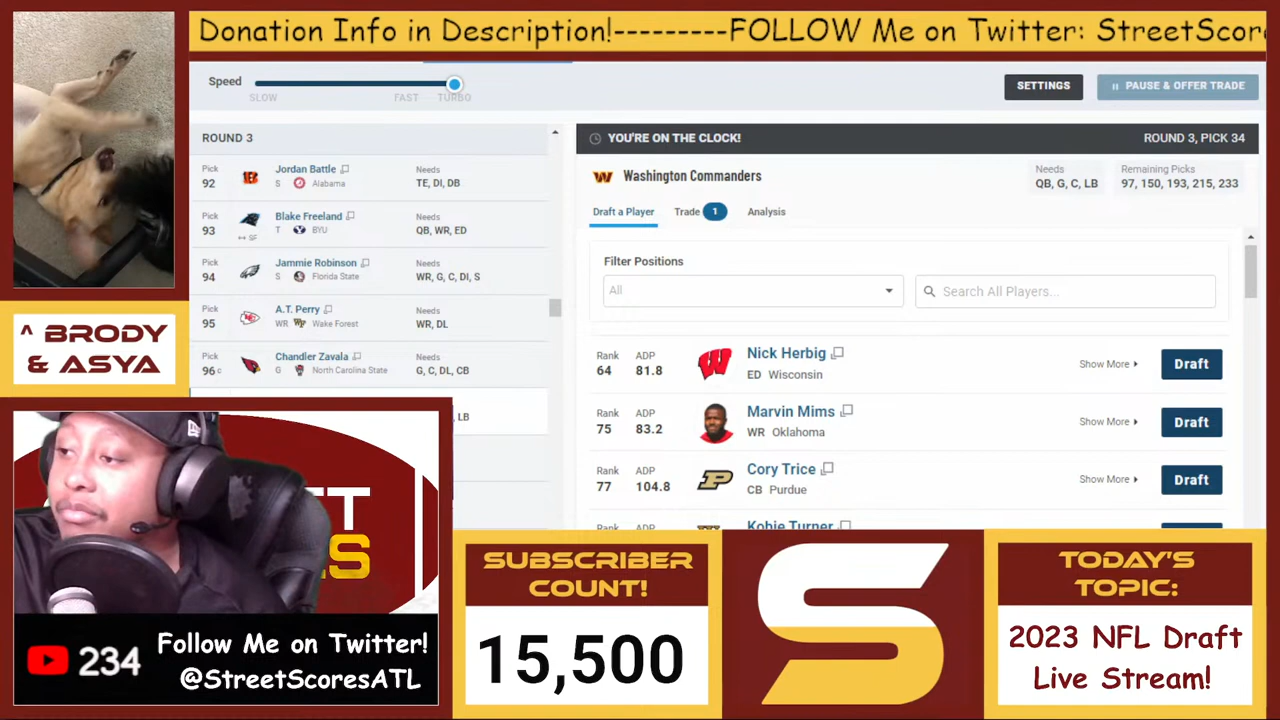 Donation Info in Description!---------FOLLOW Me on Twitter: StreetScor
Speed
SLOW
FAST
TURBO
SETTINGS
PAUSE & OFFER TRADE
ROUND 3
Pick
92
Jordan Battle
S Alabama
Needs
TE, DI, DB
Pick
93
SF
Blake Freeland
T BYU
Needs
QB, WR, ED
Pick
94
Jammie Robinson
S Florida State
Needs
WR, G, C, DI, S
Pick
95
A.T. Perry
WR Wake Forest
Needs
WR, DL
Pick
96 c
Chandler Zavala
G North Carolina State
Needs
G, C, DL, CB
LB
YOU'RE ON THE CLOCK!
ROUND 3, PICK 34
Washington Commanders
Needs
QB, G, C, LB
Remaining Picks
97, 150, 193, 215, 233
Draft a Player
Trade 1
Analysis
Filter Positions
All
Search All Players...
Rank
64
ADP
81.8
Nick Herbig
ED Wisconsin
Show More
Draft
Rank
75
ADP
83.2
Marvin Mims
WR Oklahoma
Show More
Draft
Rank
77
ADP
104.8
Cory Trice
CB Purdue
Show More
Draft
Rank
ADP
Kobie Turner
^ BRODY
& ASYA
234
Follow Me on Twitter!
@StreetScoresATL
SUBSCRIBER
COUNT!
15,500
S
TODAY'S
TOPIC:
2023 NFL Draft
Live Stream!